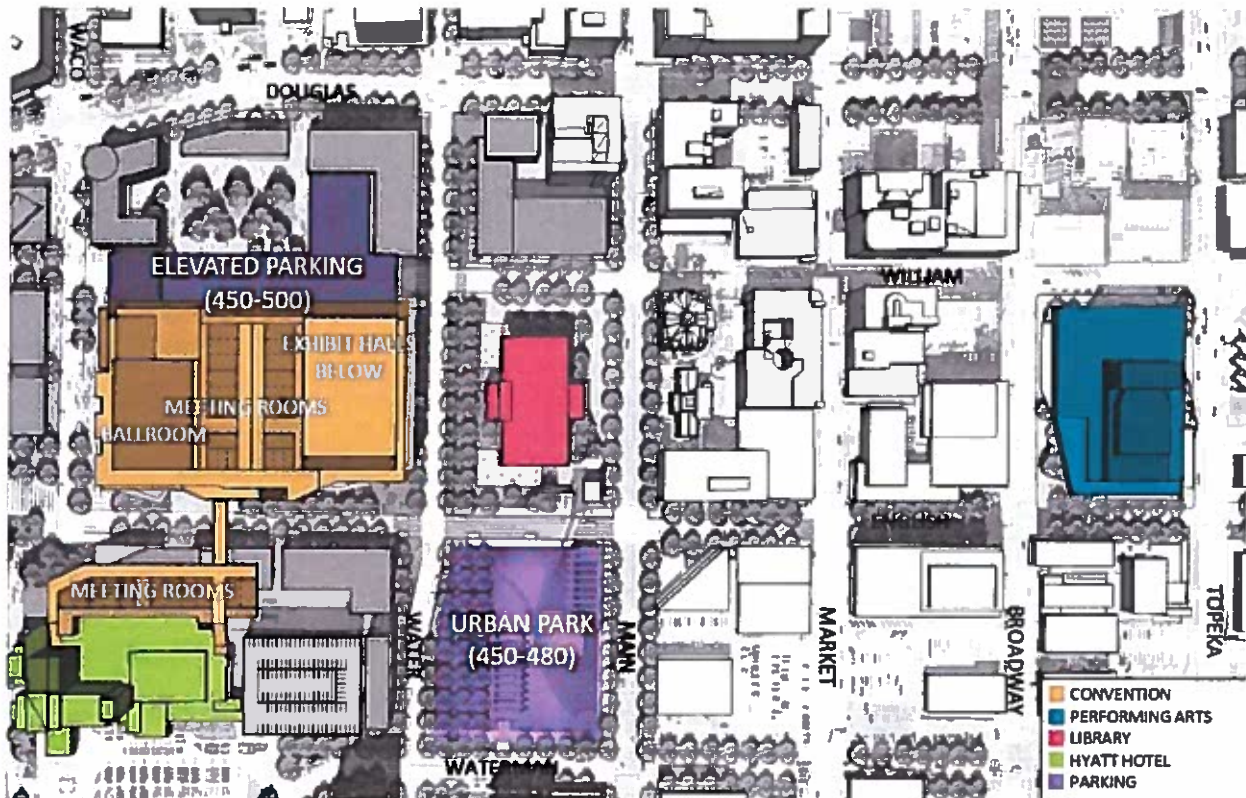 WACO
DOUGLAS
ELEVATED PARKING
(450-500)
WILLIAM
EXHIBIT HALLS
BELOW
MEETING ROOMS
BALLROOM
MEETING ROOMS
URBAN PARK
(450-480)
WATER
MAIN
MARKET
BROADWAY
TOPEKA
WATERMAN
CONVENTION
PERFORMING ARTS
LIBRARY
HYATT HOTEL
PARKING